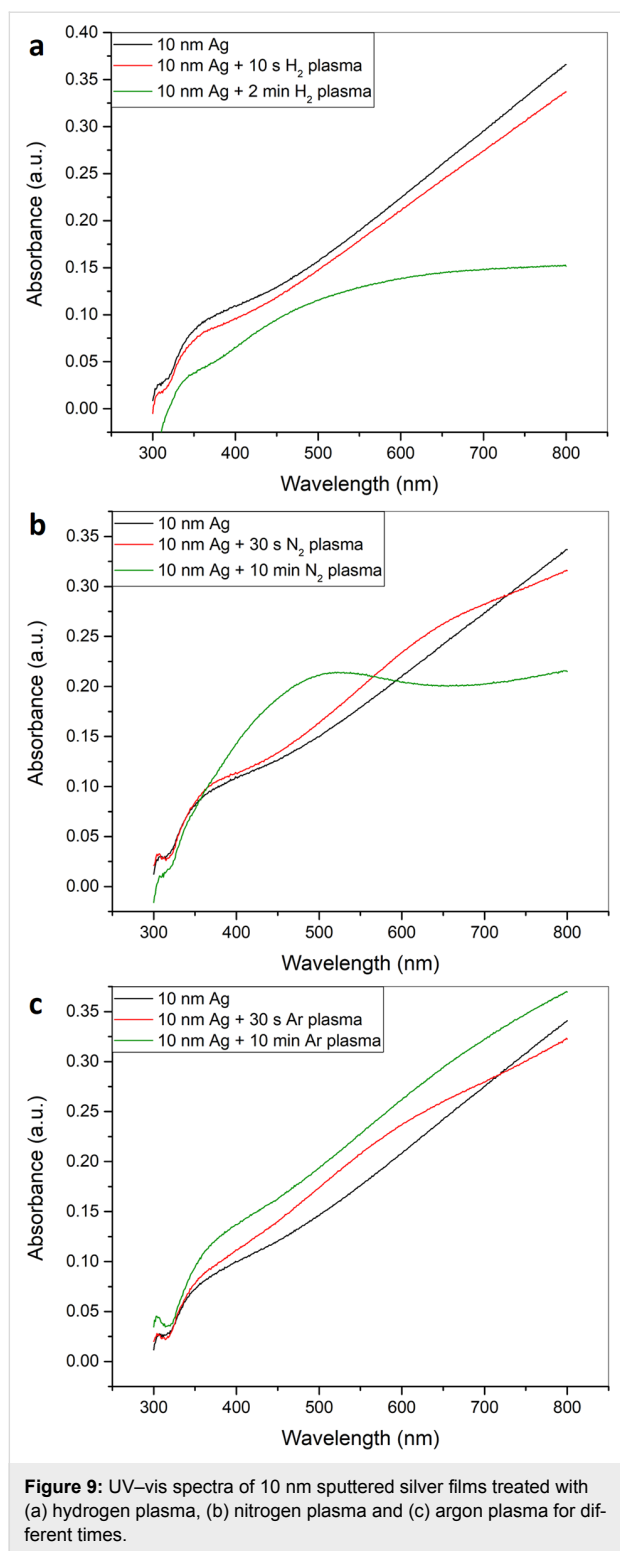 a
10 nm Ag
10 nm Ag + 10 s H₂ plasma
10 nm Ag + 2 min H₂ plasma
0.40
0.35
0.30
0.25
0.20
0.15
0.10
0.05
0.00
Absorbance (a.u.)
300 400 500 600 700 800
Wavelength (nm)
b
10 nm Ag
10 nm Ag + 30 s N₂ plasma
10 nm Ag + 10 min N₂ plasma
0.35
0.30
0.25
0.20
0.15
0.10
0.05
0.00
Absorbance (a.u.)
300 400 500 600 700 800
Wavelength (nm)
c
10 nm Ag
10 nm Ag + 30 s Ar plasma
10 nm Ag + 10 min Ar plasma
0.35
0.30
0.25
0.20
0.15
0.10
0.05
0.00
Absorbance (a.u.)
300 400 500 600 700 800
Wavelength (nm)
Figure 9: UV–vis spectra of 10 nm sputtered silver films treated with
(a) hydrogen plasma, (b) nitrogen plasma and (c) argon plasma for dif-
ferent times.